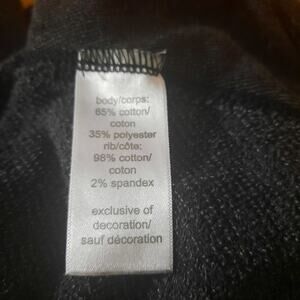 body/corps:
65% cotton/
coton
35% polyester
rib/côte:
98% cotton/
coton
2% spandex
exclusive of
decoration/
sauf décoration